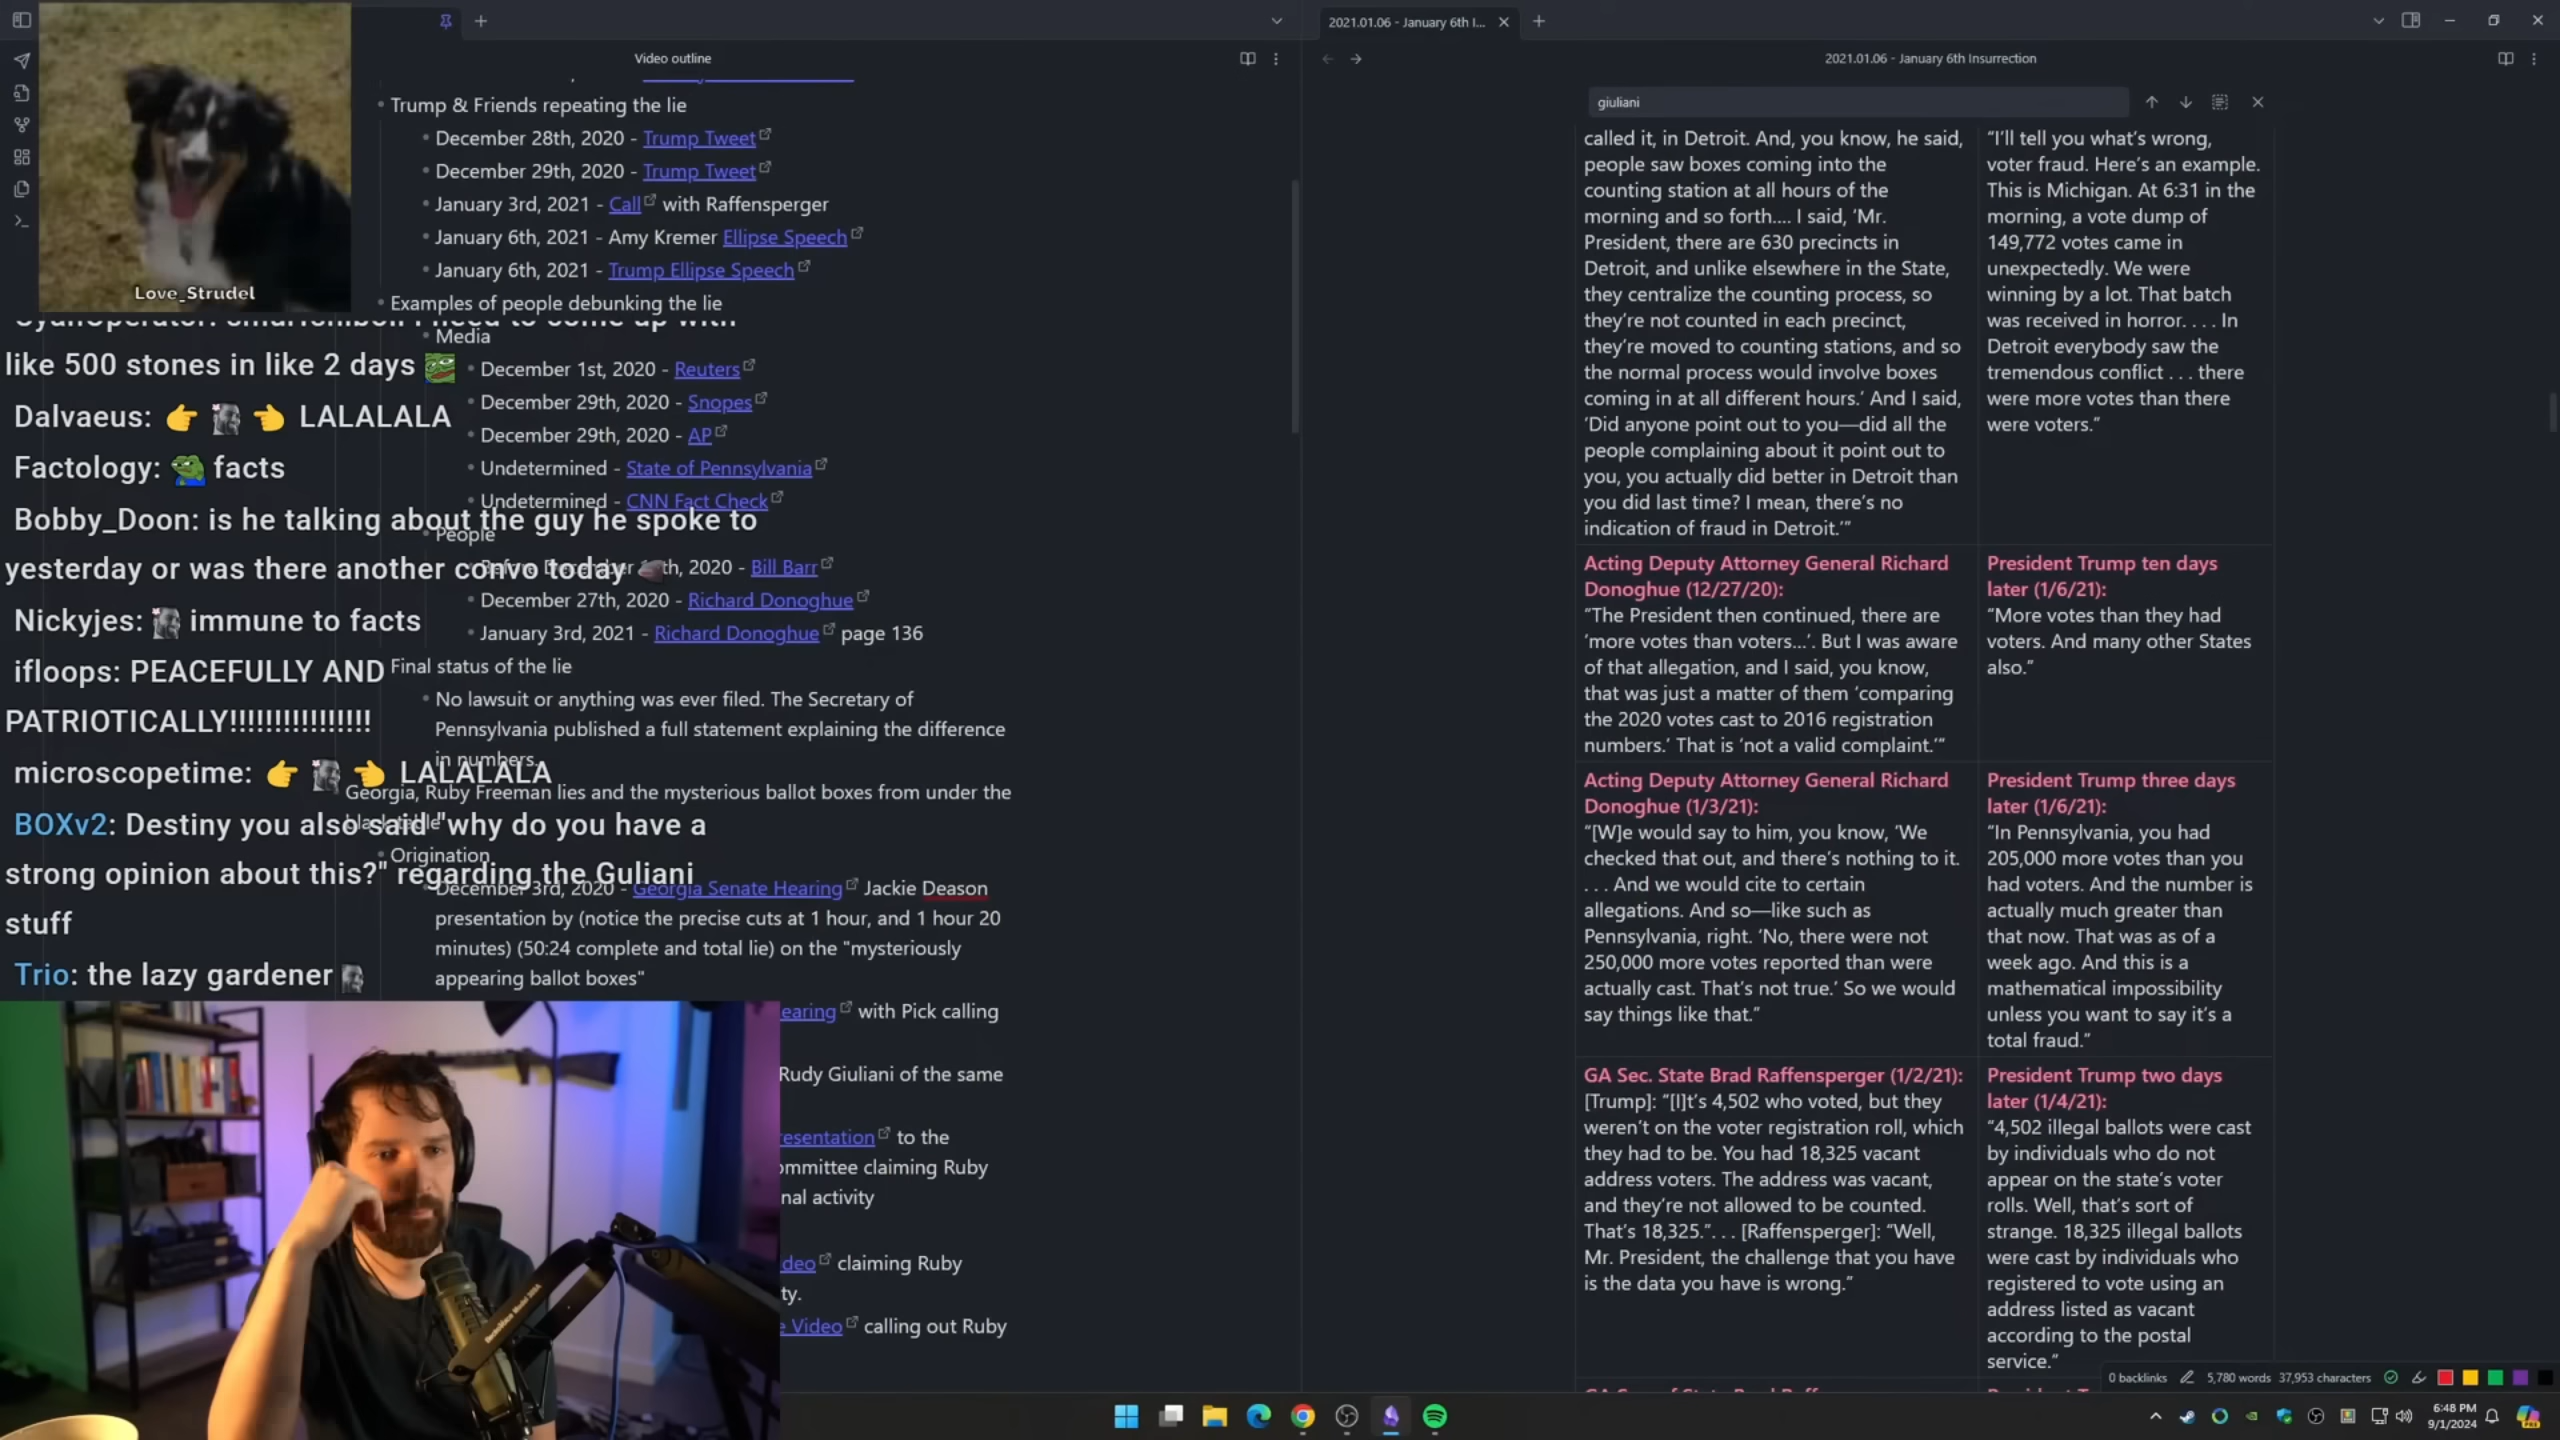 Video outline
Trump & Friends repeating the lie
December 28th, 2020 - Trump Tweet
December 29th, 2020 - Trump Tweet
January 3rd, 2021 - Call with Raffensperger
January 6th, 2021 - Amy Kremer Ellipse Speech
January 6th, 2021 - Trump Ellipse Speech
Examples of people debunking the lie
Media
December 1st, 2020 - Reuters
December 29th, 2020 - Snopes
December 29th, 2020 - AP
Undetermined - State of Pennsylvania
Undetermined - CNN Fact Check
People
th, 2020 - Bill Barr
December 27th, 2020 - Richard Donoghue
January 3rd, 2021 - Richard Donoghue page 136
Final status of the lie
No lawsuit or anything was ever filed. The Secretary of
Pennsylvania published a full statement explaining the difference
in numbers.
Georgia, Ruby Freeman lies and the mysterious ballot boxes from under the
Origination
December 3rd, 2020 - Georgia Senate Hearing Jackie Deason
presentation by (notice the precise cuts at 1 hour, and 1 hour 20
minutes) (50:24 complete and total lie) on the "mysteriously
appearing ballot boxes"
earing with Pick calling
Rudy Giuliani of the same
resentation to the
ommittee claiming Ruby
nal activity
deo claiming Ruby
ty.
e Video calling out Ruby
Love_Strudel
like 500 stones in like 2 days
Dalvaeus: LALALALA
Factology: facts
Bobby_Doon: is he talking about the guy he spoke to
yesterday or was there another convo today
Nickyjes: immune to facts
ifloops: PEACEFULLY AND
PATRIOTICALLY!!!!!!!!!!!!!!!!
microscopetime: LALALALA
BOXv2: Destiny you also said "why do you have a
strong opinion about this?" regarding the Guliani
stuff
Trio: the lazy gardener
2021.01.06 - January 6th I...
2021.01.06 - January 6th Insurrection
giuliani
called it, in Detroit. And, you know, he said,
people saw boxes coming into the
counting station at all hours of the
morning and so forth.... I said, ‘Mr.
President, there are 630 precincts in
Detroit, and unlike elsewhere in the State,
they centralize the counting process, so
they’re not counted in each precinct,
they’re moved to counting stations, and so
the normal process would involve boxes
coming in at all different hours.’ And I said,
‘Did anyone point out to you—did all the
people complaining about it point out to
you, you actually did better in Detroit than
you did last time? I mean, there’s no
indication of fraud in Detroit.’”
“I’ll tell you what’s wrong,
voter fraud. Here’s an example.
This is Michigan. At 6:31 in the
morning, a vote dump of
149,772 votes came in
unexpectedly. We were
winning by a lot. That batch
was received in horror. . . . In
Detroit everybody saw the
tremendous conflict . . . there
were more votes than there
were voters.”
Acting Deputy Attorney General Richard
Donoghue (12/27/20):
“The President then continued, there are
‘more votes than voters...’. But I was aware
of that allegation, and I said, you know,
that was just a matter of them ‘comparing
the 2020 votes cast to 2016 registration
numbers.’ That is ‘not a valid complaint.’“
President Trump ten days
later (1/6/21):
“More votes than they had
voters. And many other States
also.”
Acting Deputy Attorney General Richard
Donoghue (1/3/21):
“[W]e would say to him, you know, ‘We
checked that out, and there’s nothing to it.
. . . And we would cite to certain
allegations. And so—like such as
Pennsylvania, right. ‘No, there were not
250,000 more votes reported than were
actually cast. That’s not true.’ So we would
say things like that.”
President Trump three days
later (1/6/21):
“In Pennsylvania, you had
205,000 more votes than you
had voters. And the number is
actually much greater than
that now. That was as of a
week ago. And this is a
mathematical impossibility
unless you want to say it’s a
total fraud.”
GA Sec. State Brad Raffensperger (1/2/21):
[Trump]: “[I]t’s 4,502 who voted, but they
weren’t on the voter registration roll, which
they had to be. You had 18,325 vacant
address voters. The address was vacant,
and they’re not allowed to be counted.
That’s 18,325.”. . . [Raffensperger]: “Well,
Mr. President, the challenge that you have
is the data you have is wrong.”
President Trump two days
later (1/4/21):
“4,502 illegal ballots were cast
by individuals who do not
appear on the state’s voter
rolls. Well, that’s sort of
strange. 18,325 illegal ballots
were cast by individuals who
registered to vote using an
address listed as vacant
according to the postal
service.”
0 backlinks 5,780 words 37,953 characters
6:48 PM
9/1/2024